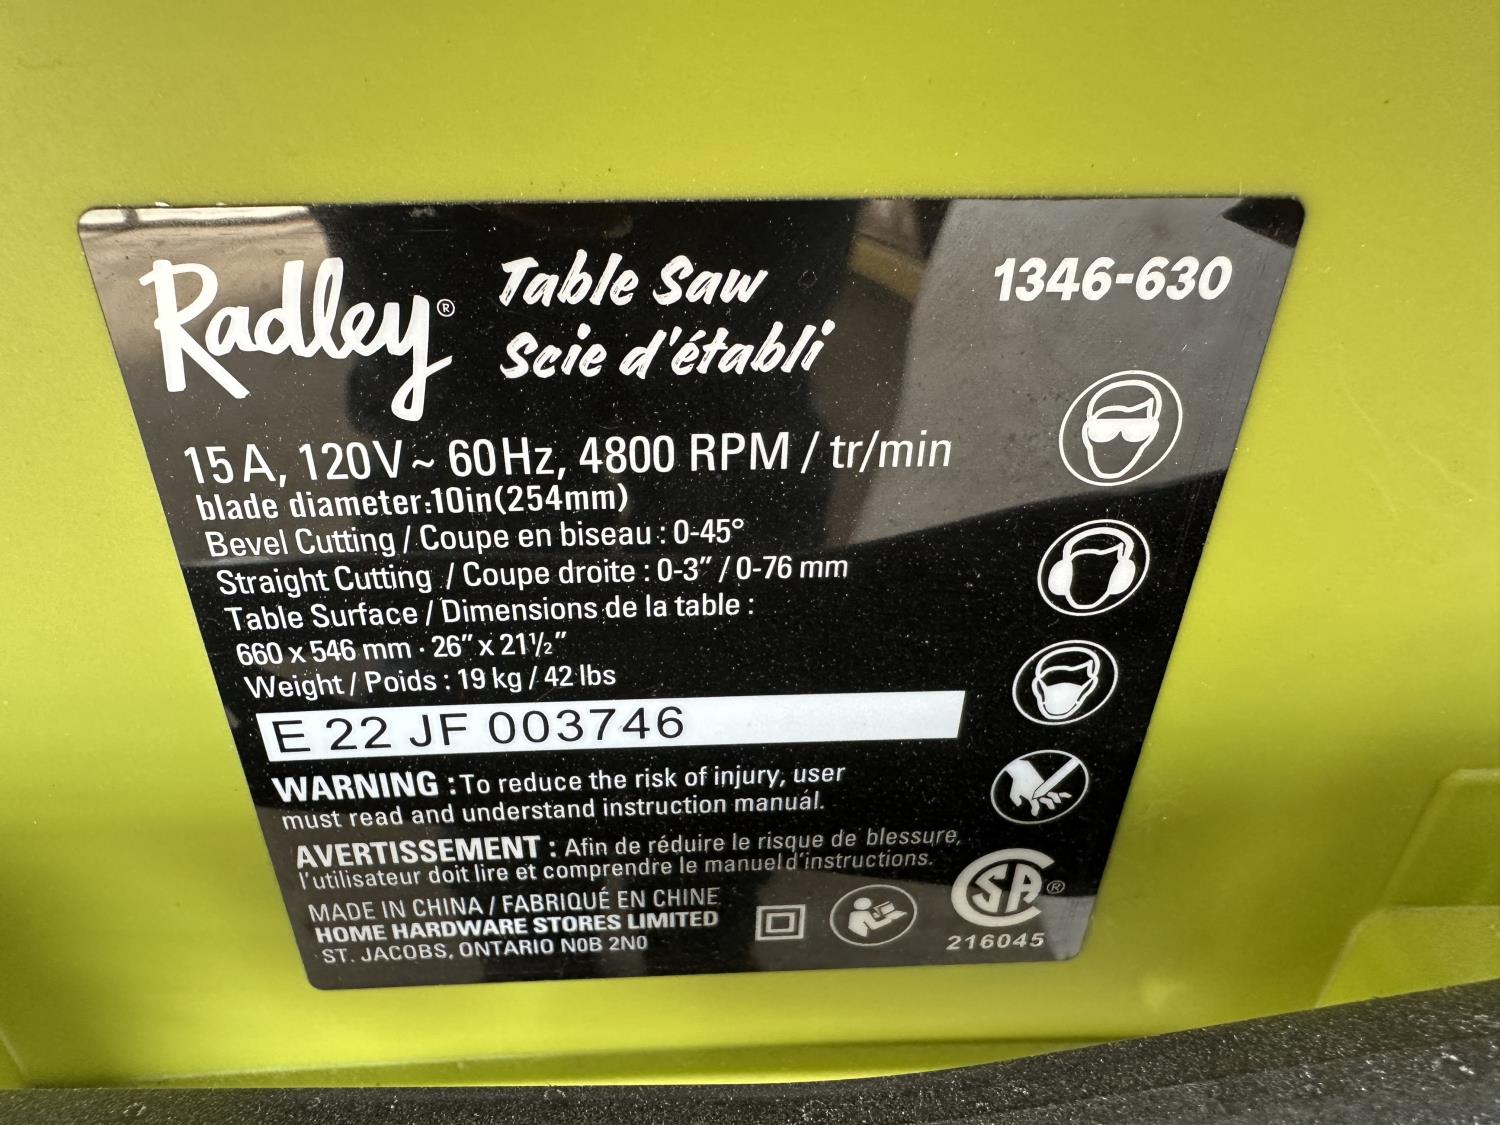 Radley® Table Saw 1346-630
Scie d'établi
15 A, 120V ~ 60Hz, 4800 RPM / tr/min
blade diameter:10in(254mm)
Bevel Cutting / Coupe en biseau : 0-45°
Straight Cutting / Coupe droite : 0-3" / 0-76 mm
Table Surface / Dimensions de la table :
660 x 546 mm · 26" x 21½"
Weight / Poids : 19 kg / 42 lbs
E 22 JF 003746
WARNING : To reduce the risk of injury, user
must read and understand instruction manual.
AVERTISSEMENT : Afin de réduire le risque de blessure,
l'utilisateur doit lire et comprendre le manuel d'instructions.
MADE IN CHINA / FABRIQUÉ EN CHINE
HOME HARDWARE STORES LIMITED
ST. JACOBS, ONTARIO N0B 2N0
CSA®
216045